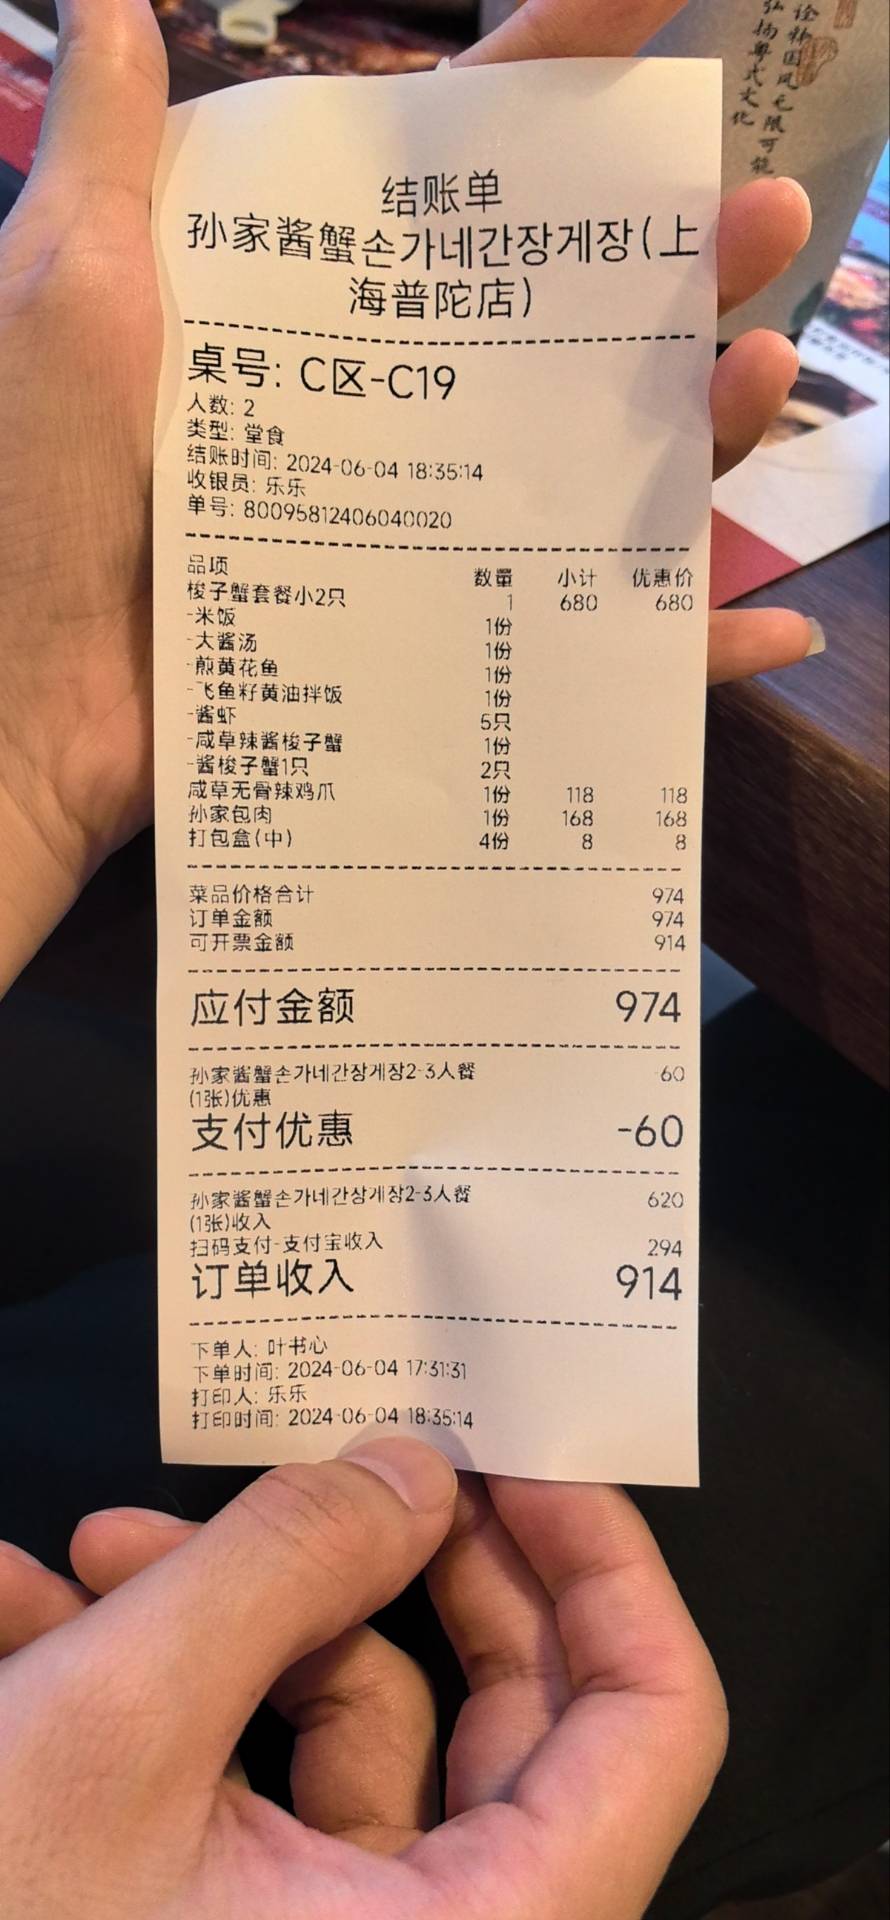 结账单
孙家酱蟹손가네간장게장(上
海普陀店)
桌号: C区-C19
人数: 2
类型: 堂食
结账时间: 2024-06-04 18:35:14
收银员: 乐乐
单号: 80095812406040020
品项 数量 小计 优惠价
梭子蟹套餐小2只 1 680 680
-米饭 1份
-大酱汤 1份
-煎黄花鱼 1份
-飞鱼籽黄油拌饭 1份
-酱虾 5只
-咸草辣酱梭子蟹 1份
-酱梭子蟹1只 2只
咸草无骨辣鸡爪 1份 118 118
孙家包肉 1份 168 168
打包盒(中) 4份 8 8
菜品价格合计 974
订单金额 974
可开票金额 914
应付金额 974
孙家酱蟹손가네간장게장2-3人餐 -60
(1张)优惠
支付优惠 -60
孙家酱蟹손가네간장게장2-3人餐 620
(1张)收入
扫码支付-支付宝收入 294
订单收入 914
下单人: 叶书心
下单时间: 2024-06-04 17:31:31
打印人: 乐乐
打印时间: 2024-06-04 18:35:14
国风无限可能
文化